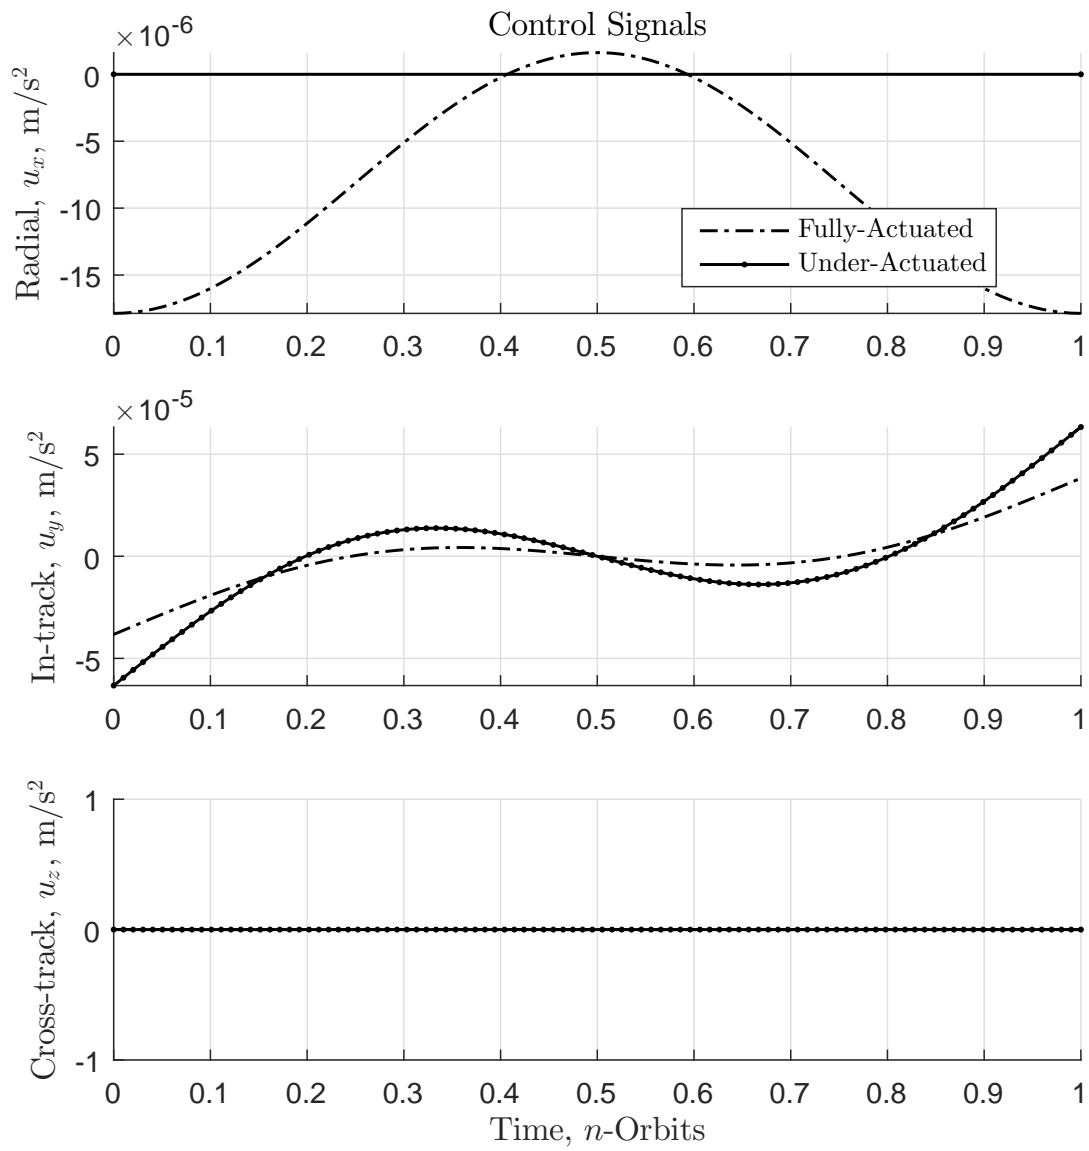 Control Signals
×10^-6
Radial, u_x, m/s^2
0
-5
-10
-15
Fully-Actuated
Under-Actuated
0 0.1 0.2 0.3 0.4 0.5 0.6 0.7 0.8 0.9 1
×10^-5
In-track, u_y, m/s^2
5
0
-5
0 0.1 0.2 0.3 0.4 0.5 0.6 0.7 0.8 0.9 1
Cross-track, u_z, m/s^2
1
0
-1
0 0.1 0.2 0.3 0.4 0.5 0.6 0.7 0.8 0.9 1
Time, n-Orbits